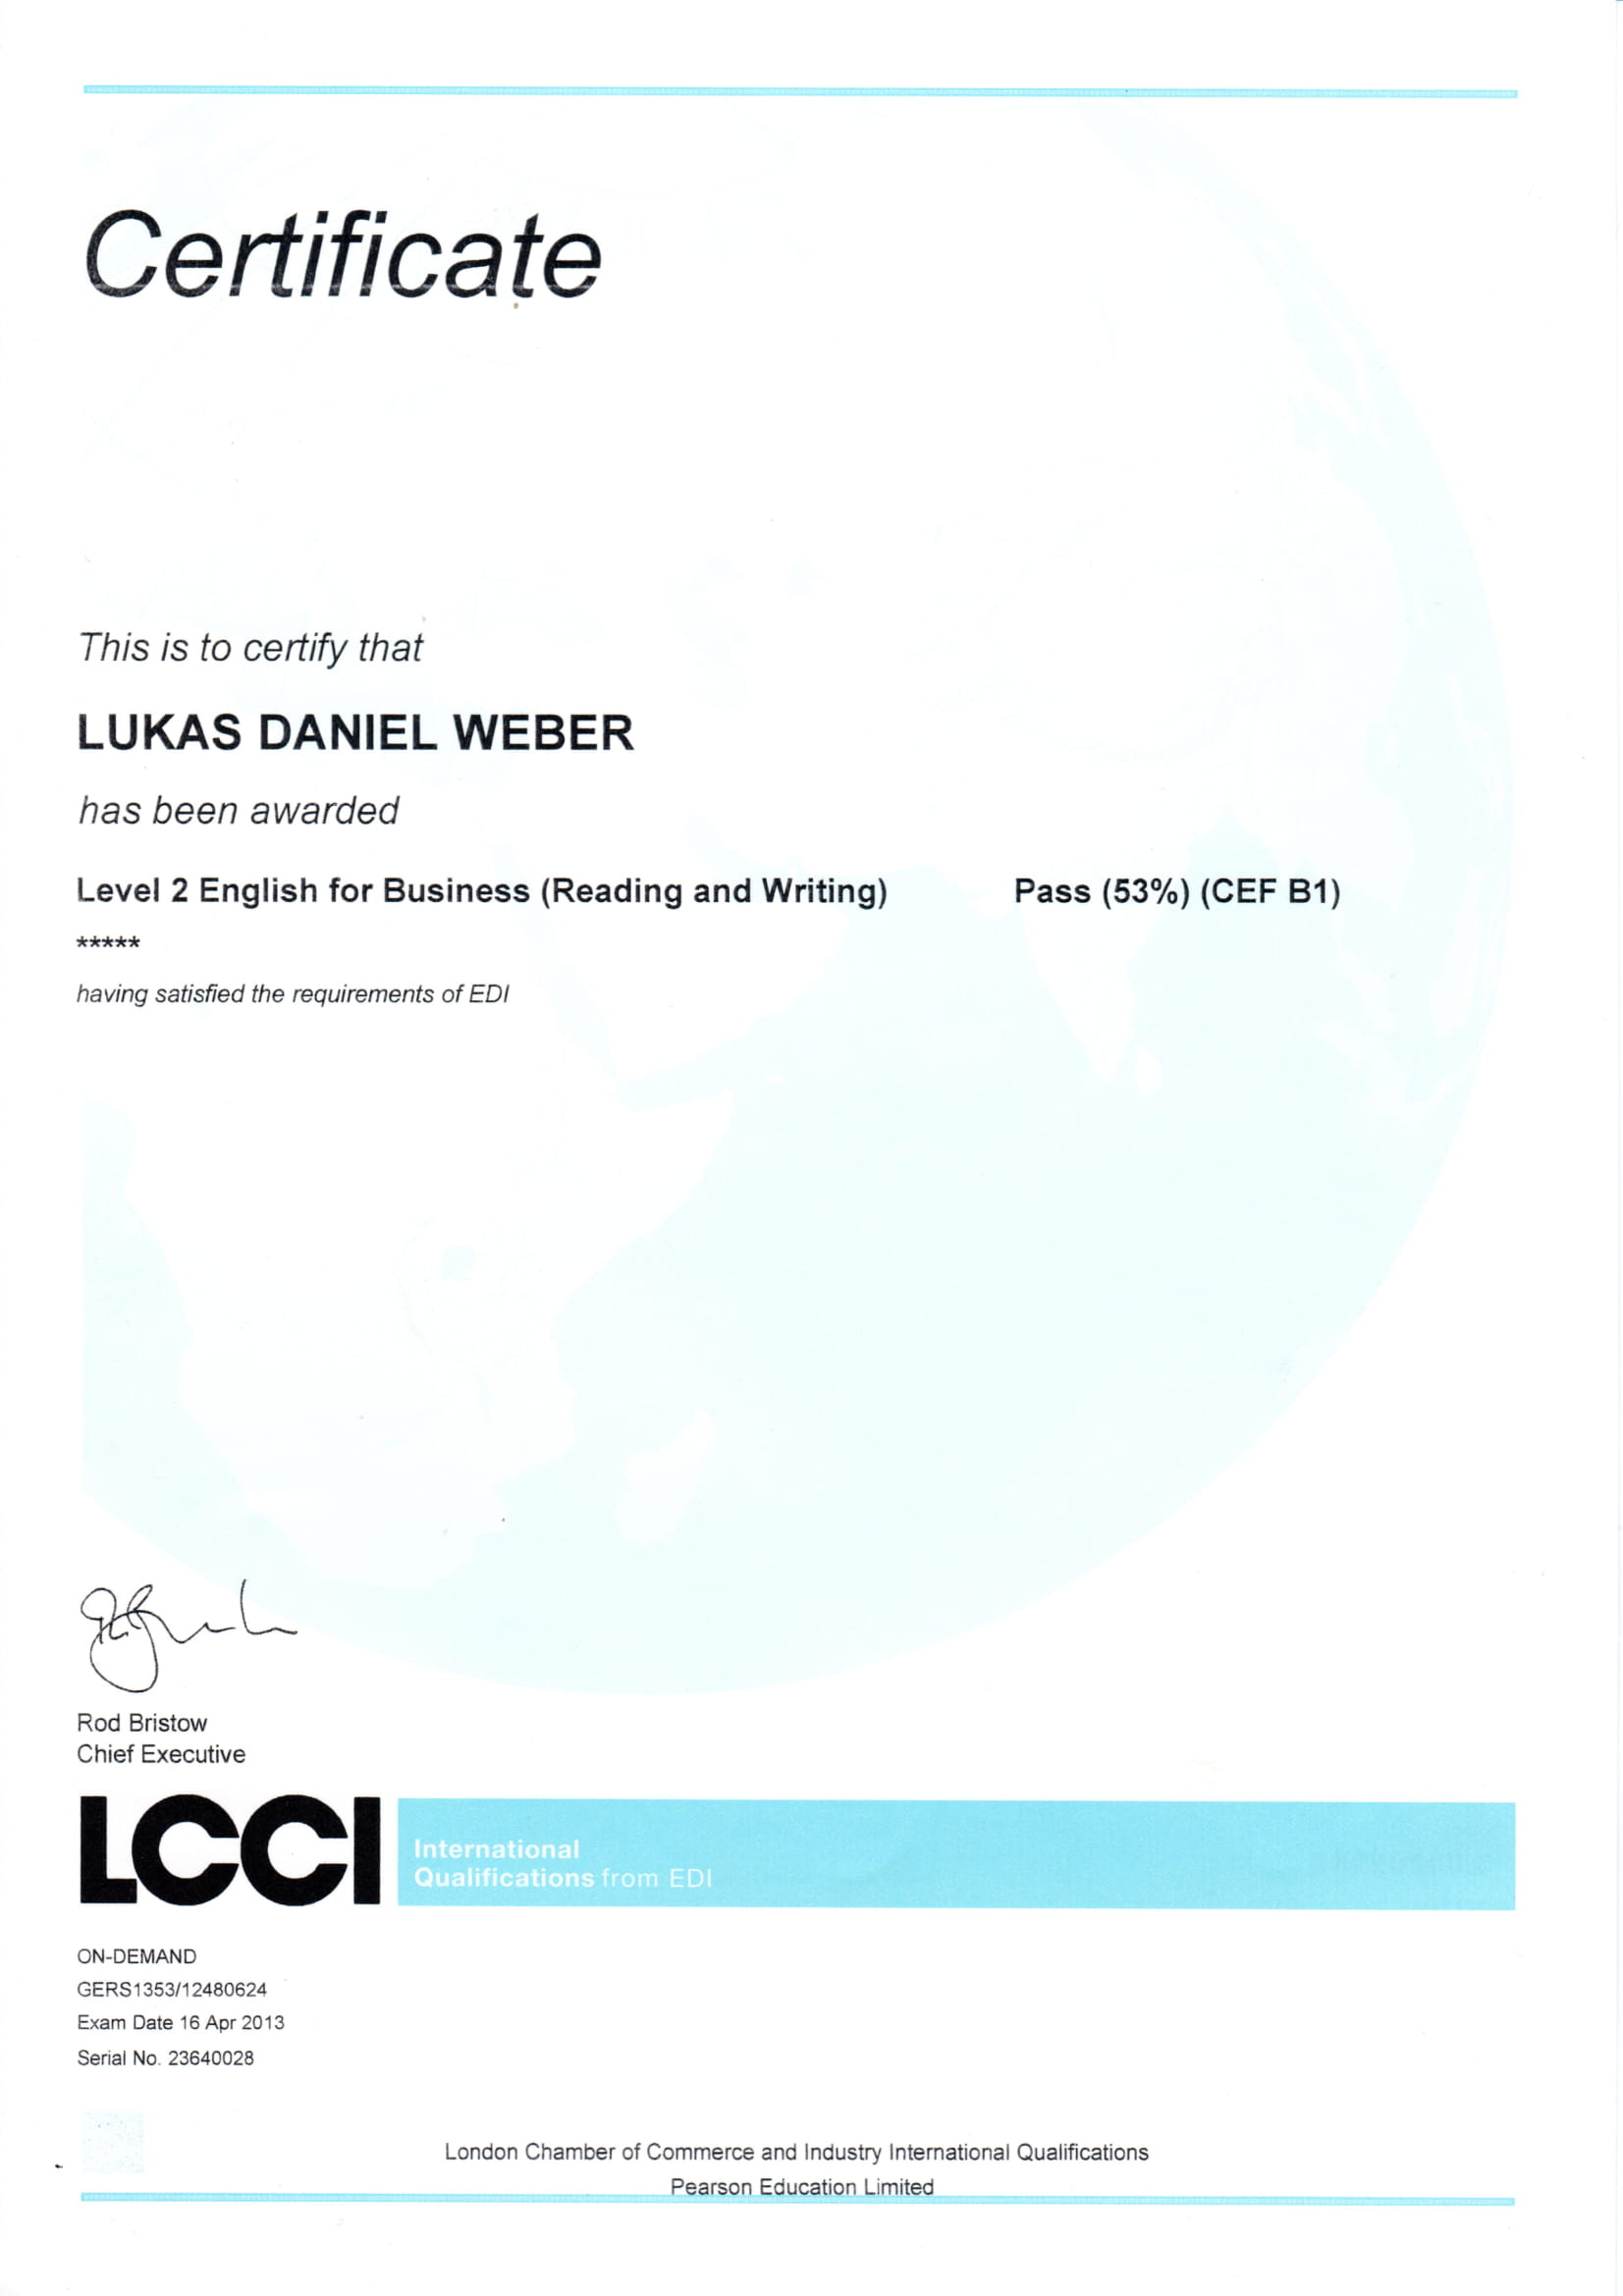 Certificate
This is to certify that
LUKAS DANIEL WEBER
has been awarded
Level 2 English for Business (Reading and Writing) Pass (53%) (CEF B1)
*****
having satisfied the requirements of EDI
Rod Bristow
Chief Executive
LCCI International
Qualifications from EDI
ON-DEMAND
GERS1353/12480624
Exam Date 16 Apr 2013
Serial No. 23640028
London Chamber of Commerce and Industry International Qualifications
Pearson Education Limited